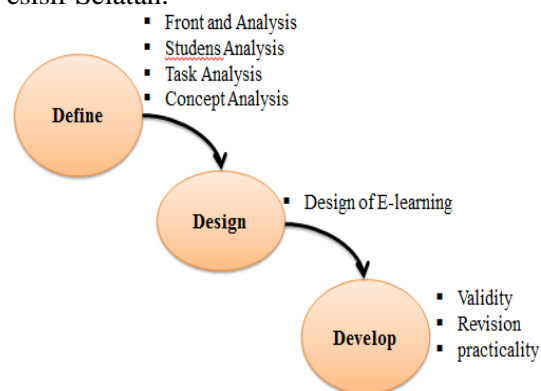 esisir Selatan.
▪ Front and Analysis
▪ Studens Analysis
▪ Task Analysis
▪ Concept Analysis
Define
▪ Design of E-learning
Design
▪ Validity
▪ Revision
▪ practicality
Develop